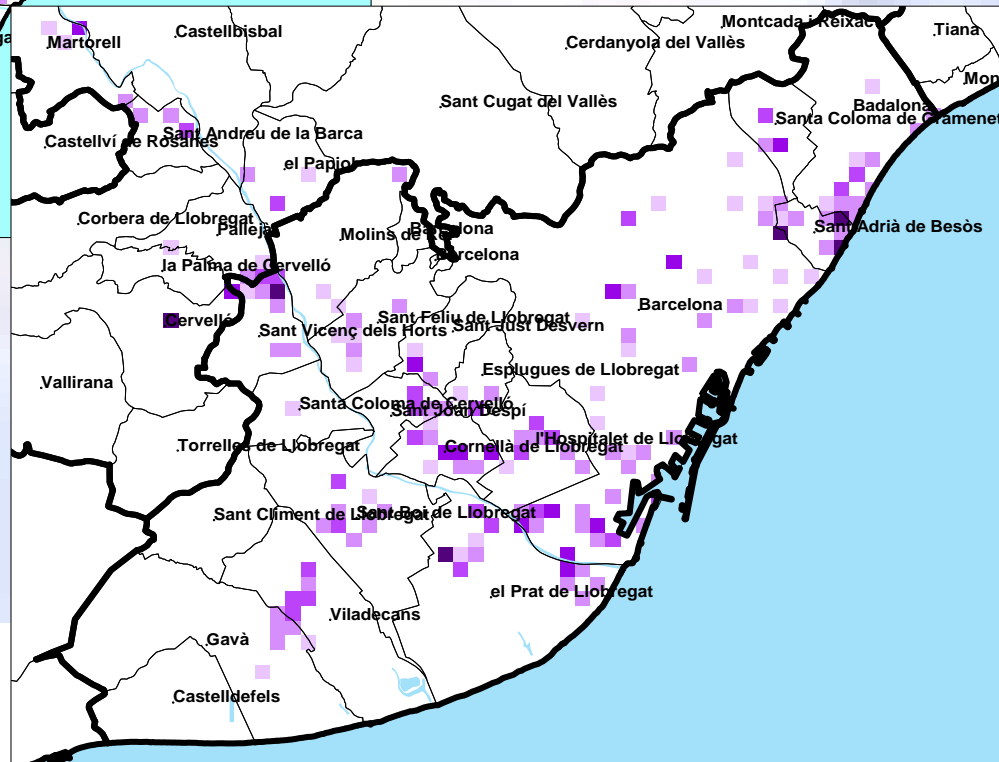 Montcada i Reixac
Tiana
Castellbisbal
Martorell
Cerdanyola del Vallès
Mon
Sant Cugat del Vallès
Badalona
Santa Coloma de Gramenet
Sant Andreu de la Barca
Castellví de Rosanes
el Papiol
Corbera de Llobregat
Pallejà
Molins de Rei
Barcelona
Sant Adrià de Besòs
Barcelona
la Palma de Cervelló
Barcelona
Cervelló
Sant Feliu de Llobregat
Sant Vicenç dels Horts
Sant Just Desvern
Esplugues de Llobregat
Vallirana
Santa Coloma de Cervelló
Sant Joan Despí
l'Hospitalet de Llobregat
Torrelles de Llobregat
Cornellà de Llobregat
Sant Climent de Llobregat
Sant Boi de Llobregat
el Prat de Llobregat
Viladecans
Gavà
Castelldefels